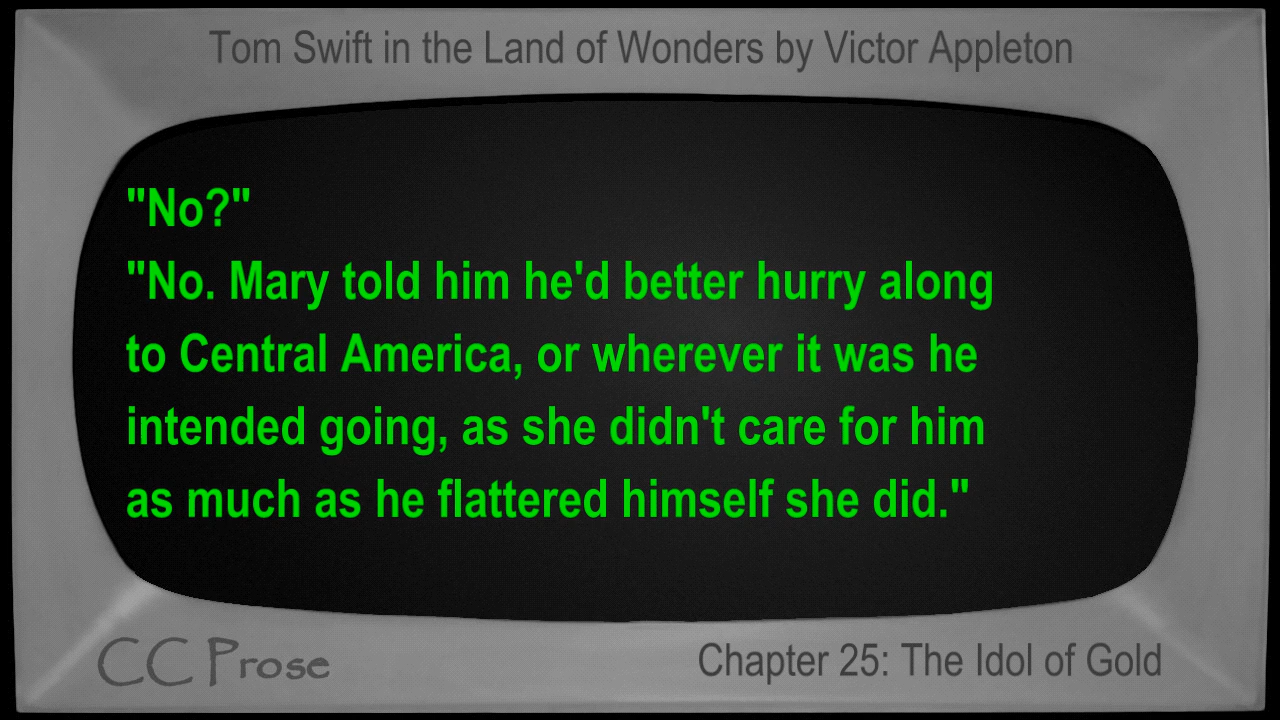 Tom Swift in the Land of Wonders by Victor Appleton
"No?"
"No. Mary told him he'd better hurry along
to Central America, or wherever it was he
intended going, as she didn't care for him
as much as he flattered himself she did."
CC Prose
Chapter 25: The Idol of Gold